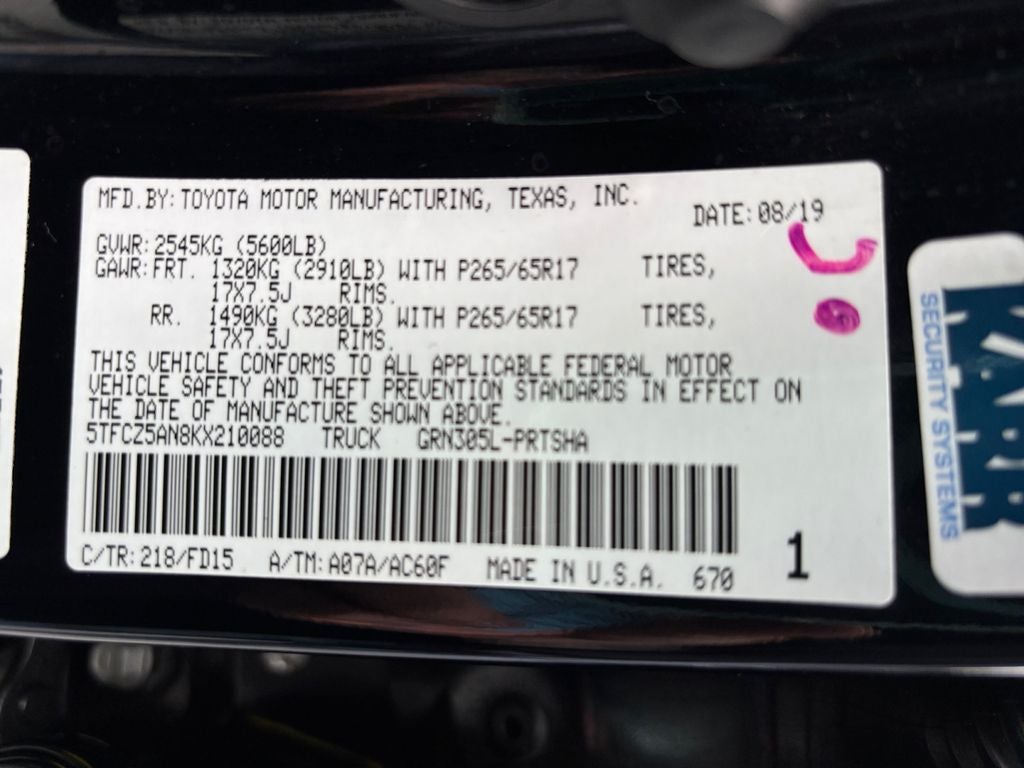 MFD.BY: TOYOTA MOTOR MANUFACTURING, TEXAS, INC.
DATE: 08/19
GVWR: 2545KG (5600LB)
GAWR: FRT. 1320KG (2910LB) WITH P265/65R17 TIRES,
17X7.5J RIMS.
RR. 1490KG (3280LB) WITH P265/65R17 TIRES,
17X7.5J RIMS.
THIS VEHICLE CONFORMS TO ALL APPLICABLE FEDERAL MOTOR
VEHICLE SAFETY AND THEFT PREVENTION STANDARDS IN EFFECT ON
THE DATE OF MANUFACTURE SHOWN ABOVE.
5TFCZ5AN8KX210088 TRUCK GRN305L-PRTSHA
C/TR: 218/FD15 A/TM: A07A/AC60F MADE IN U.S.A. 670
1
SECURITY SYSTEMS